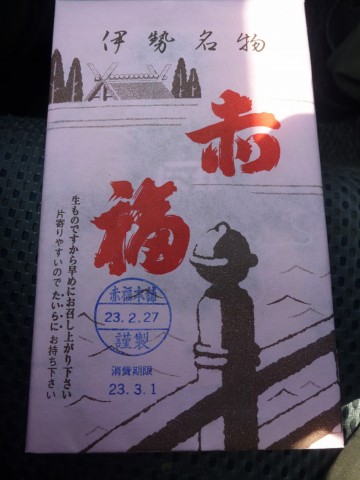 伊勢名物
赤福
生ものですから早めにお召し上がり下さい
片寄りやすいのでたいらにお持ち下さい
赤福本舗
23.2.27
謹製
消費期限
23.3.1